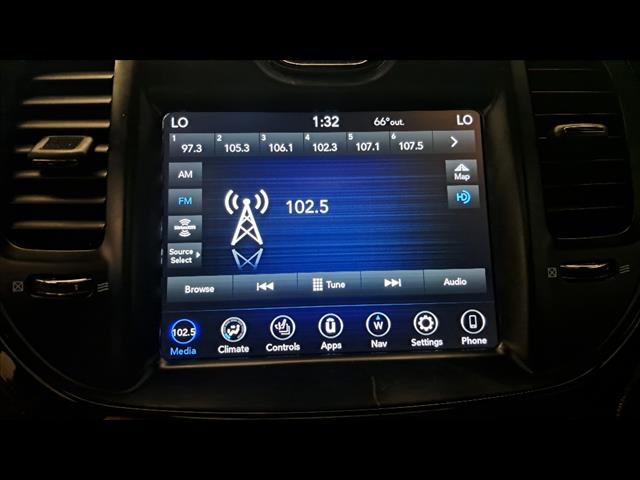 LO 1:32 66°out. LO
1 97.3 2 105.3 3 106.1 4 102.3 5 107.1 6 107.5
AM
Map
FM
HD
102.5
SiriusXM
Source
Select
Browse Tune Audio
102.5 W
Media Climate Controls Apps Nav Settings Phone